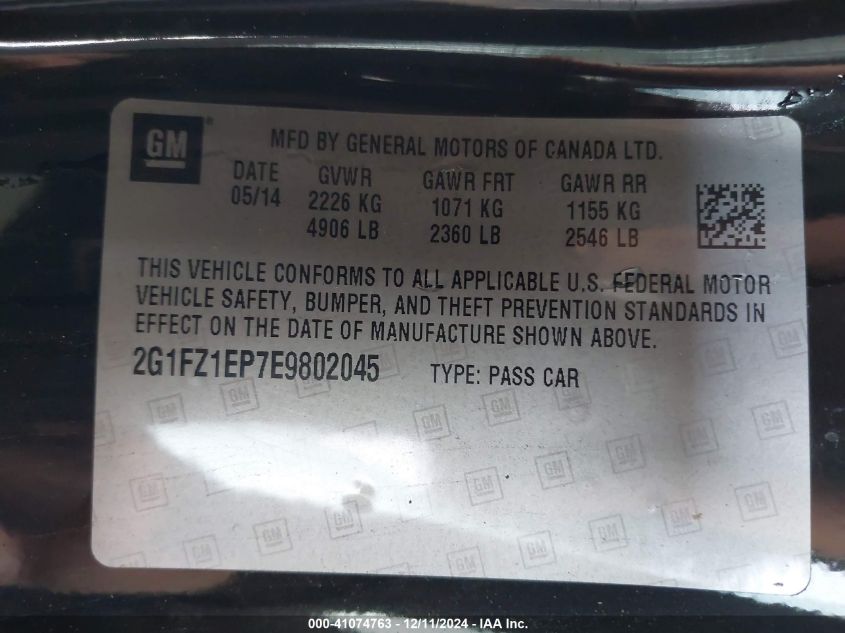 GM
MFD BY GENERAL MOTORS OF CANADA LTD.
DATE GVWR GAWR FRT GAWR RR
05/14 2226 KG 1071 KG 1155 KG
4906 LB 2360 LB 2546 LB
THIS VEHICLE CONFORMS TO ALL APPLICABLE U.S. FEDERAL MOTOR
VEHICLE SAFETY, BUMPER, AND THEFT PREVENTION STANDARDS IN
EFFECT ON THE DATE OF MANUFACTURE SHOWN ABOVE.
2G1FZ1EP7E9802045 TYPE: PASS CAR
000-41074763 - 12/11/2024 - IAA Inc.